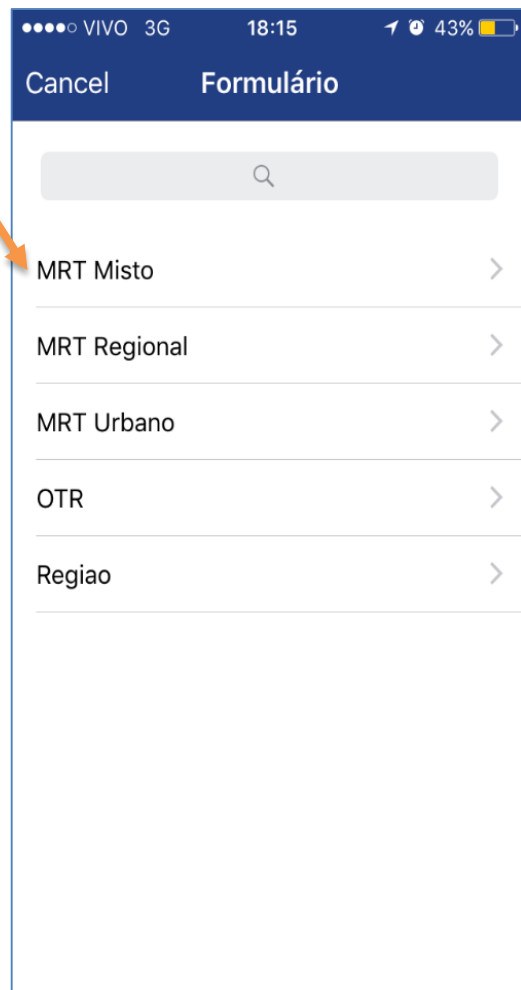 VIVO 3G 18:15 43%
Cancel Formulário
MRT Misto
MRT Regional
MRT Urbano
OTR
Regiao